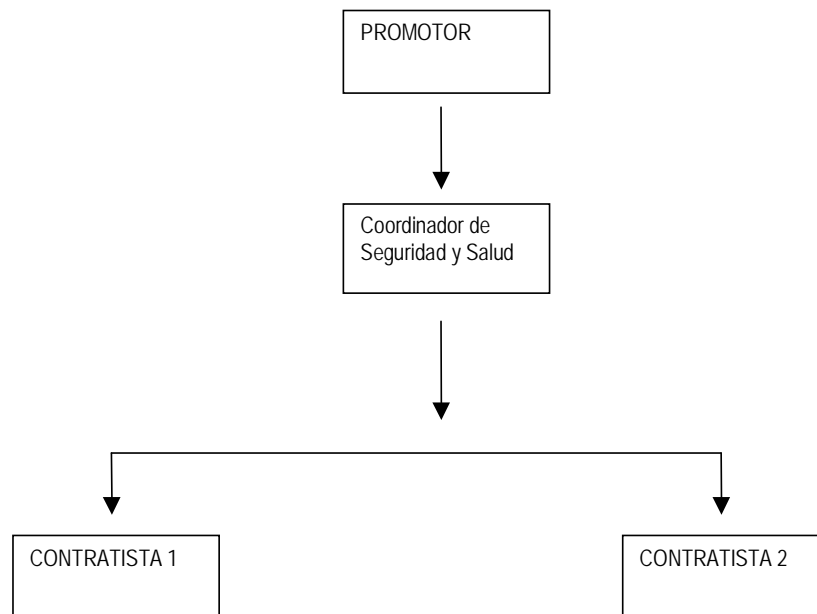 PROMOTOR
Coordinador de
Seguridad y Salud
CONTRATISTA 1
CONTRATISTA 2